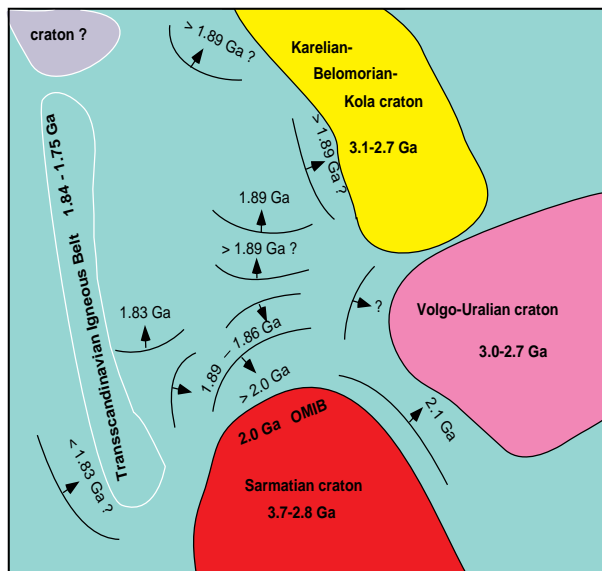 craton ?
> 1.89 Ga ?
Karelian-
Belomorian-
Kola craton
3.1-2.7 Ga
> 1.89 Ga ?
Transscandinavian Igneous Belt 1.84 - 1.75 Ga
1.89 Ga
> 1.89 Ga ?
1.83 Ga
1.89 - 1.86 Ga
> 2.0 Ga
?
Volgo-Uralian craton
3.0-2.7 Ga
2.1 Ga
2.0 Ga OMIB
< 1.83 Ga ?
Sarmatian craton
3.7-2.8 Ga